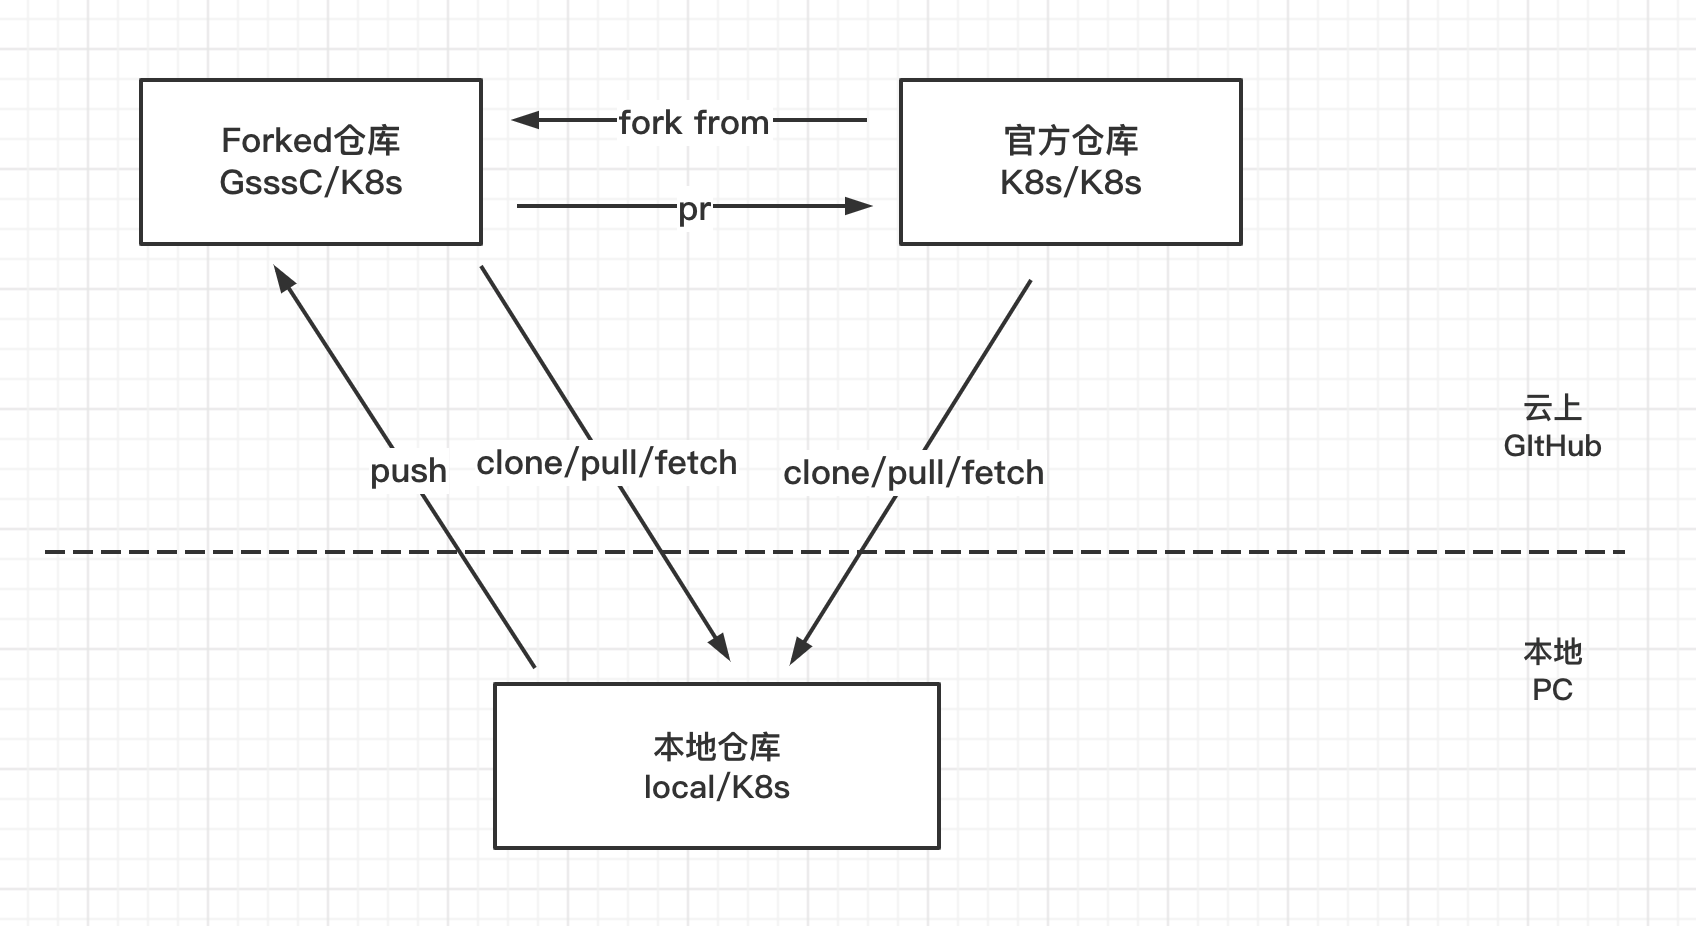 Forked仓库
GsssC/K8s
fork from
pr
官方仓库
K8s/K8s
push
clone/pull/fetch
clone/pull/fetch
云上
GItHub
本地
PC
本地仓库
local/K8s